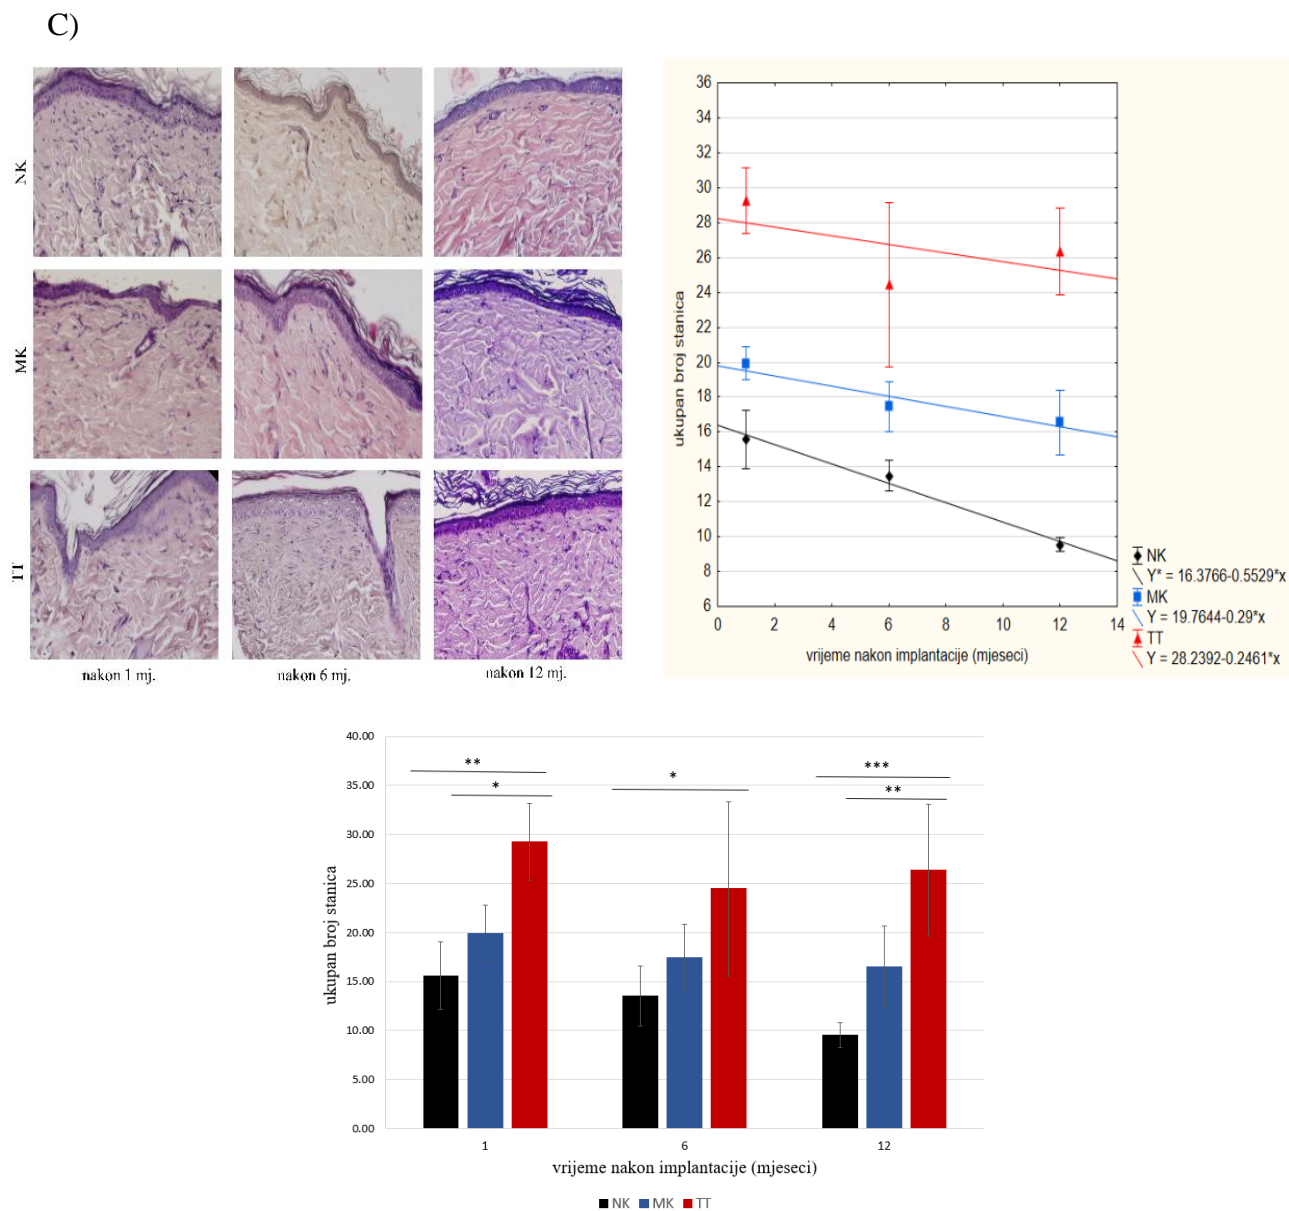 C)
NK
MK
TT
nakon 1 mj.
nakon 6 mj.
nakon 12 mj.
36
34
32
30
28
26
24
22
20
18
16
14
12
10
8
6
ukupan broj stanica
0 2 4 6 8 10 12 14
vrijeme nakon implantacije (mjeseci)
NK
Y* = 16.3766-0.5529*x
MK
Y = 19.7644-0.29*x
TT
Y = 28.2392-0.2461*x
40.00
35.00
30.00
25.00
20.00
15.00
10.00
5.00
0.00
ukupan broj stanica
** * * *** **
1 6 12
vrijeme nakon implantacije (mjeseci)
NK MK TT